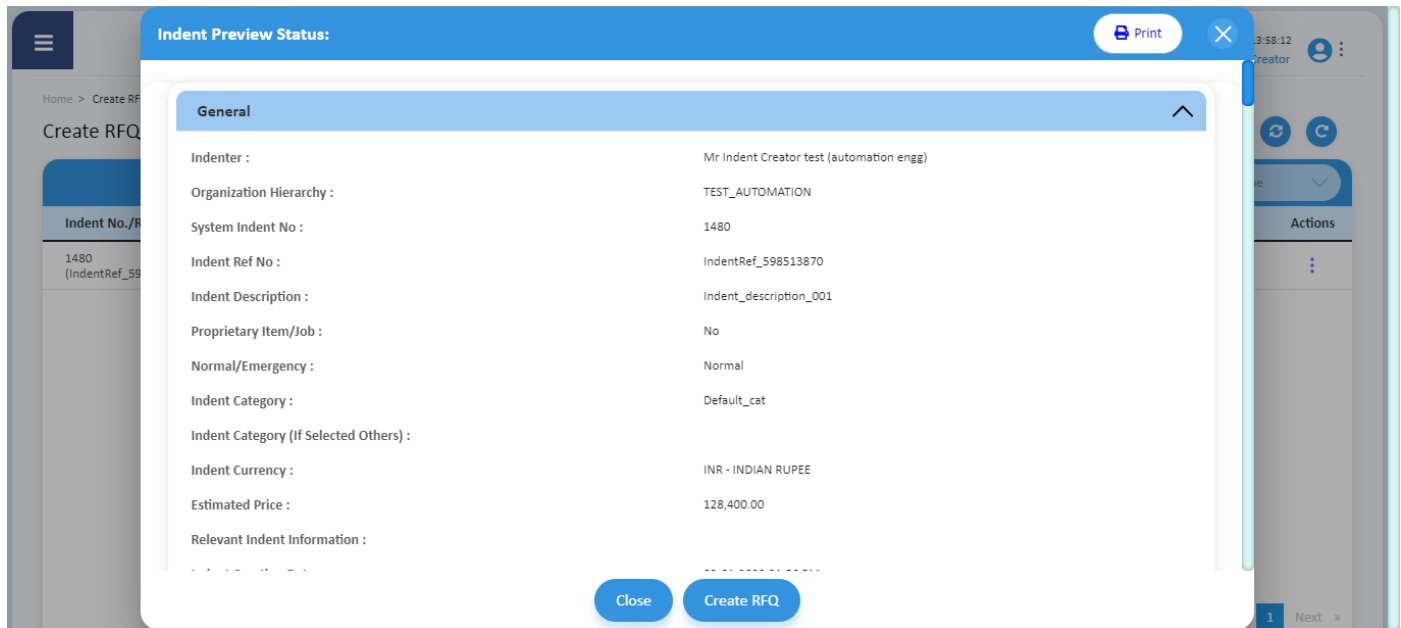 Indent Preview Status:
Print
3:58:12
Creator
Home > Create RF
Create RFQ
General
Indenter : Mr Indent Creator test (automation engg)
Organization Hierarchy : TEST_AUTOMATION
Indent No./R
Actions
System Indent No : 1480
1480
(IndentRef_59
Indent Ref No : IndentRef_598513870
Indent Description : Indent_description_001
Proprietary Item/Job : No
Normal/Emergency : Normal
Indent Category : Default_cat
Indent Category (If Selected Others) :
Indent Currency : INR - INDIAN RUPEE
Estimated Price : 128,400.00
Relevant Indent Information :
Close
Create RFQ
1 Next »